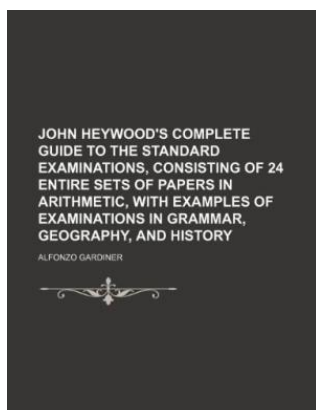 JOHN HEYWOOD'S COMPLETE
GUIDE TO THE STANDARD
EXAMINATIONS, CONSISTING OF 24
ENTIRE SETS OF PAPERS IN
ARITHMETIC, WITH EXAMPLES OF
EXAMINATIONS IN GRAMMAR,
GEOGRAPHY, AND HISTORY
ALFONZO GARDINER